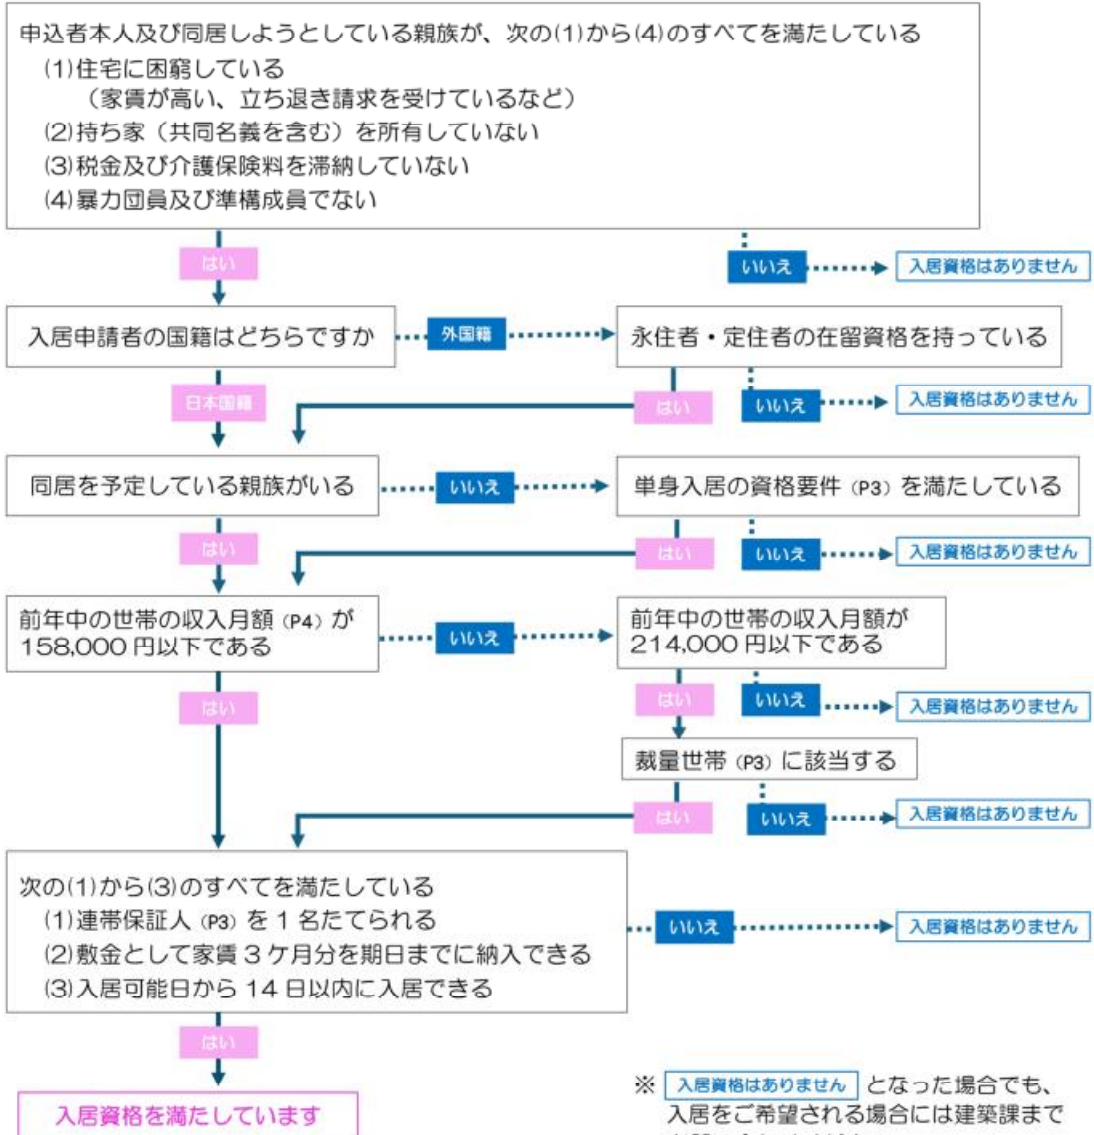 申込者本人及び同居しようとしている親族が、次の(1)から(4)のすべてを満たしている
(1)住宅に困窮している
（家賃が高い、立ち退き請求を受けているなど）
(2)持ち家（共同名義を含む）を所有していない
(3)税金及び介護保険料を滞納していない
(4)暴力団員及び準構成員でない
はい
いいえ
入居資格はありません
入居申請者の国籍はどちらですか
外国籍
永住者・定住者の在留資格を持っている
日本国籍
はい
いいえ
入居資格はありません
同居を予定している親族がいる
いいえ
単身入居の資格要件（P3）を満たしている
はい
はい
いいえ
入居資格はありません
前年中の世帯の収入月額（P4）が
158,000 円以下である
いいえ
前年中の世帯の収入月額が
214,000 円以下である
はい
はい
いいえ
入居資格はありません
裁量世帯（P3）に該当する
はい
いいえ
入居資格はありません
次の(1)から(3)のすべてを満たしている
(1)連帯保証人（P3）を 1 名たてられる
(2)敷金として家賃 3 ケ月分を期日までに納入できる
(3)入居可能日から 14 日以内に入居できる
いいえ
入居資格はありません
はい
入居資格を満たしています
※ 入居資格はありません となった場合でも、
入居をご希望される場合には建築課まで